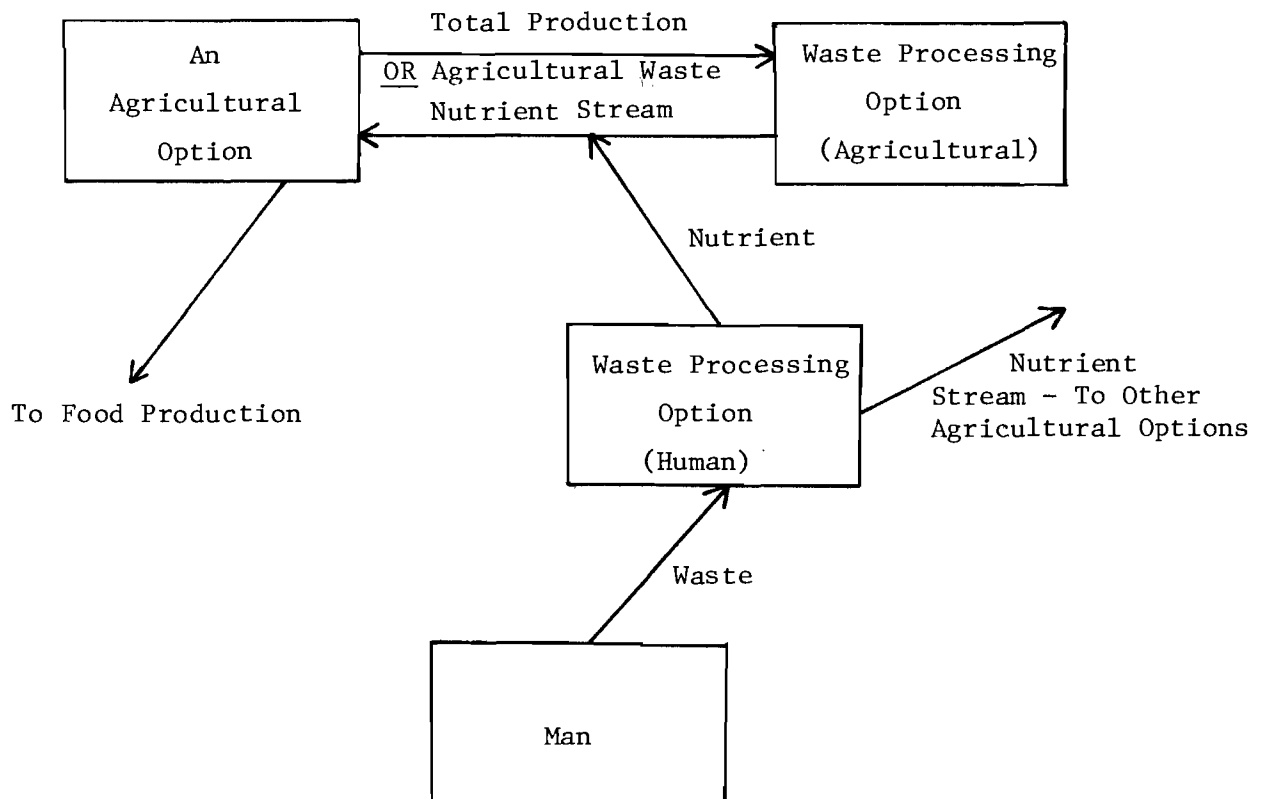 An
Agricultural
Option
Total Production
OR Agricultural Waste
Nutrient Stream
Waste Processing
Option
(Agricultural)
Nutrient
To Food Production
Waste Processing
Option
(Human)
Nutrient
Stream - To Other
Agricultural Options
Waste
Man